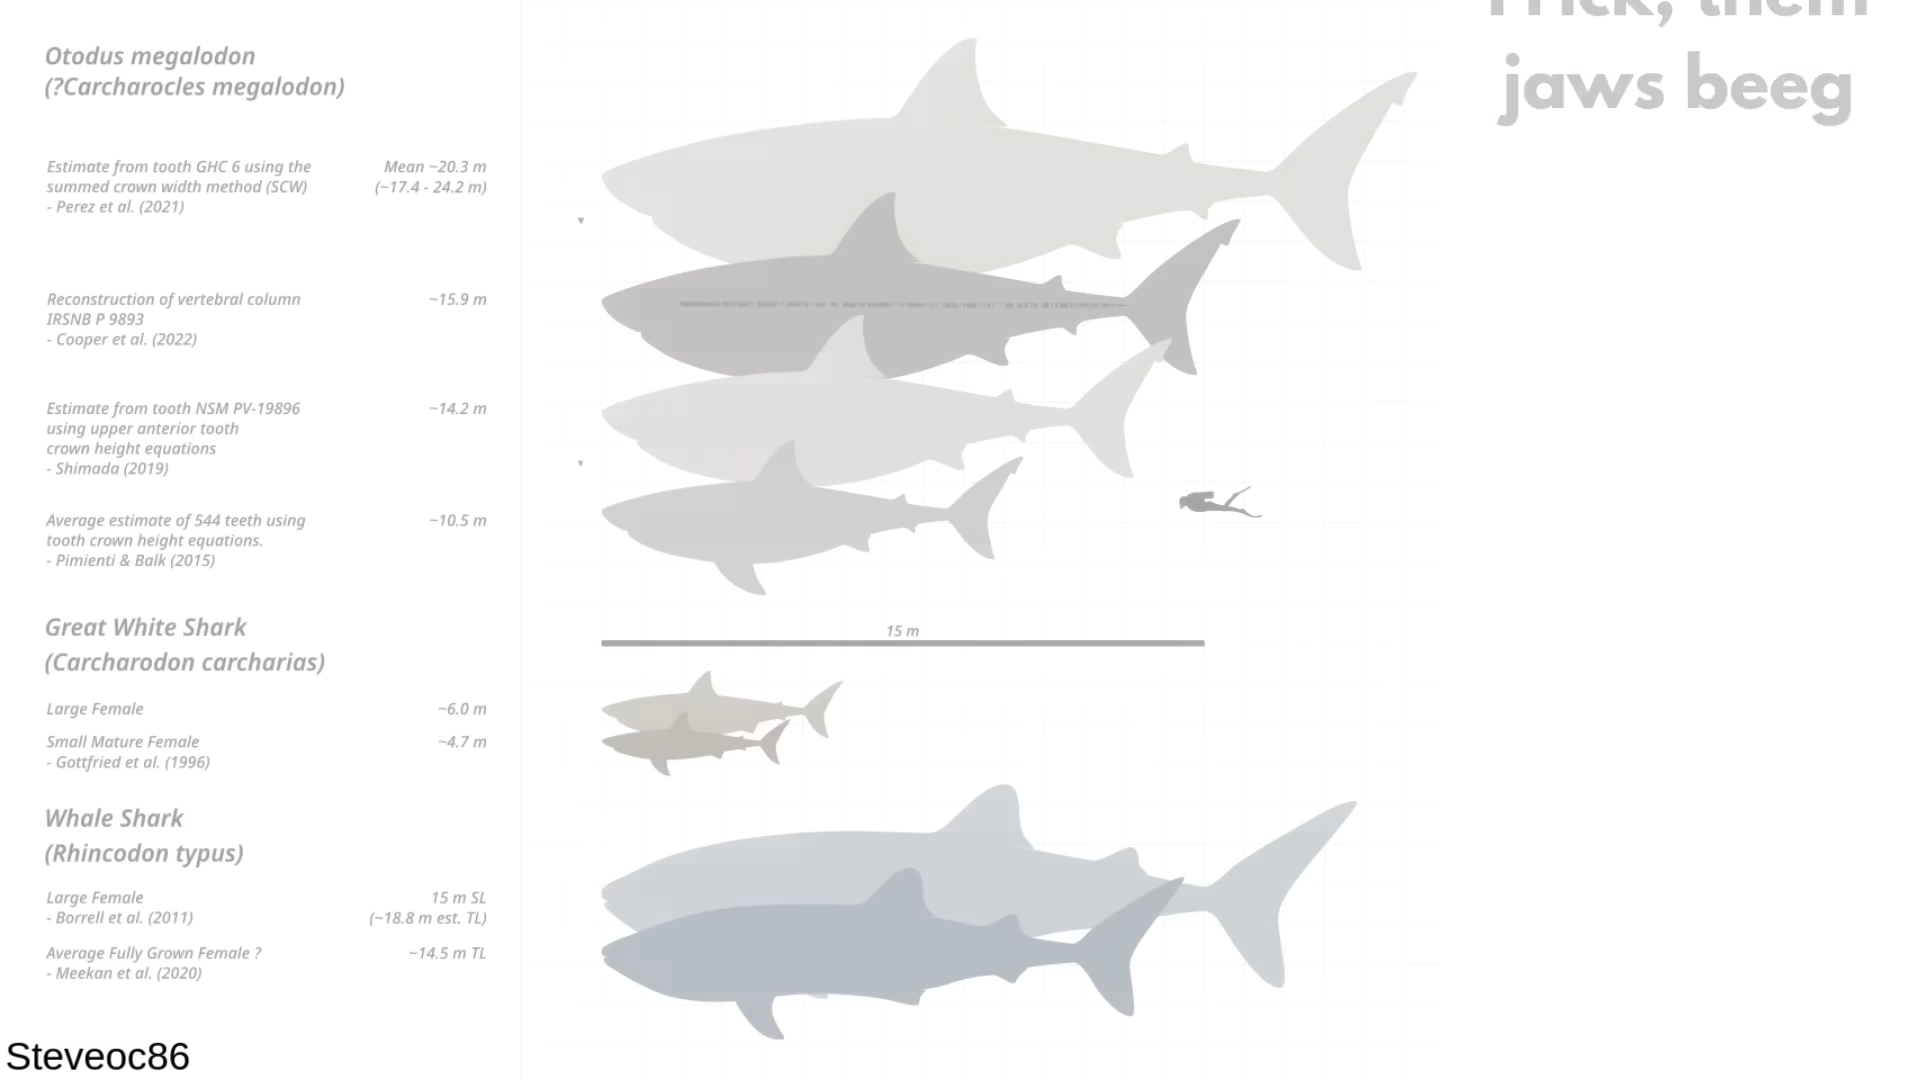 Otodus megalodon
(?Carcharocles megalodon)
Estimate from tooth GHC 6 using the
summed crown width method (SCW)
- Perez et al. (2021)
Mean ~20.3 m
(~17.4 - 24.2 m)
Reconstruction of vertebral column
IRSNB P 9893
- Cooper et al. (2022)
~15.9 m
Estimate from tooth NSM PV-19896
using upper anterior tooth
crown height equations
- Shimada (2019)
~14.2 m
Average estimate of 544 teeth using
tooth crown height equations.
- Pimienti & Balk (2015)
~10.5 m
Great White Shark
(Carcharodon carcharias)
Large Female
~6.0 m
Small Mature Female
- Gottfried et al. (1996)
~4.7 m
Whale Shark
(Rhincodon typus)
Large Female
- Borrell et al. (2011)
15 m SL
(~18.8 m est. TL)
Average Fully Grown Female ?
- Meekan et al. (2020)
~14.5 m TL
15 m
them
jaws beeg
Steveoc86